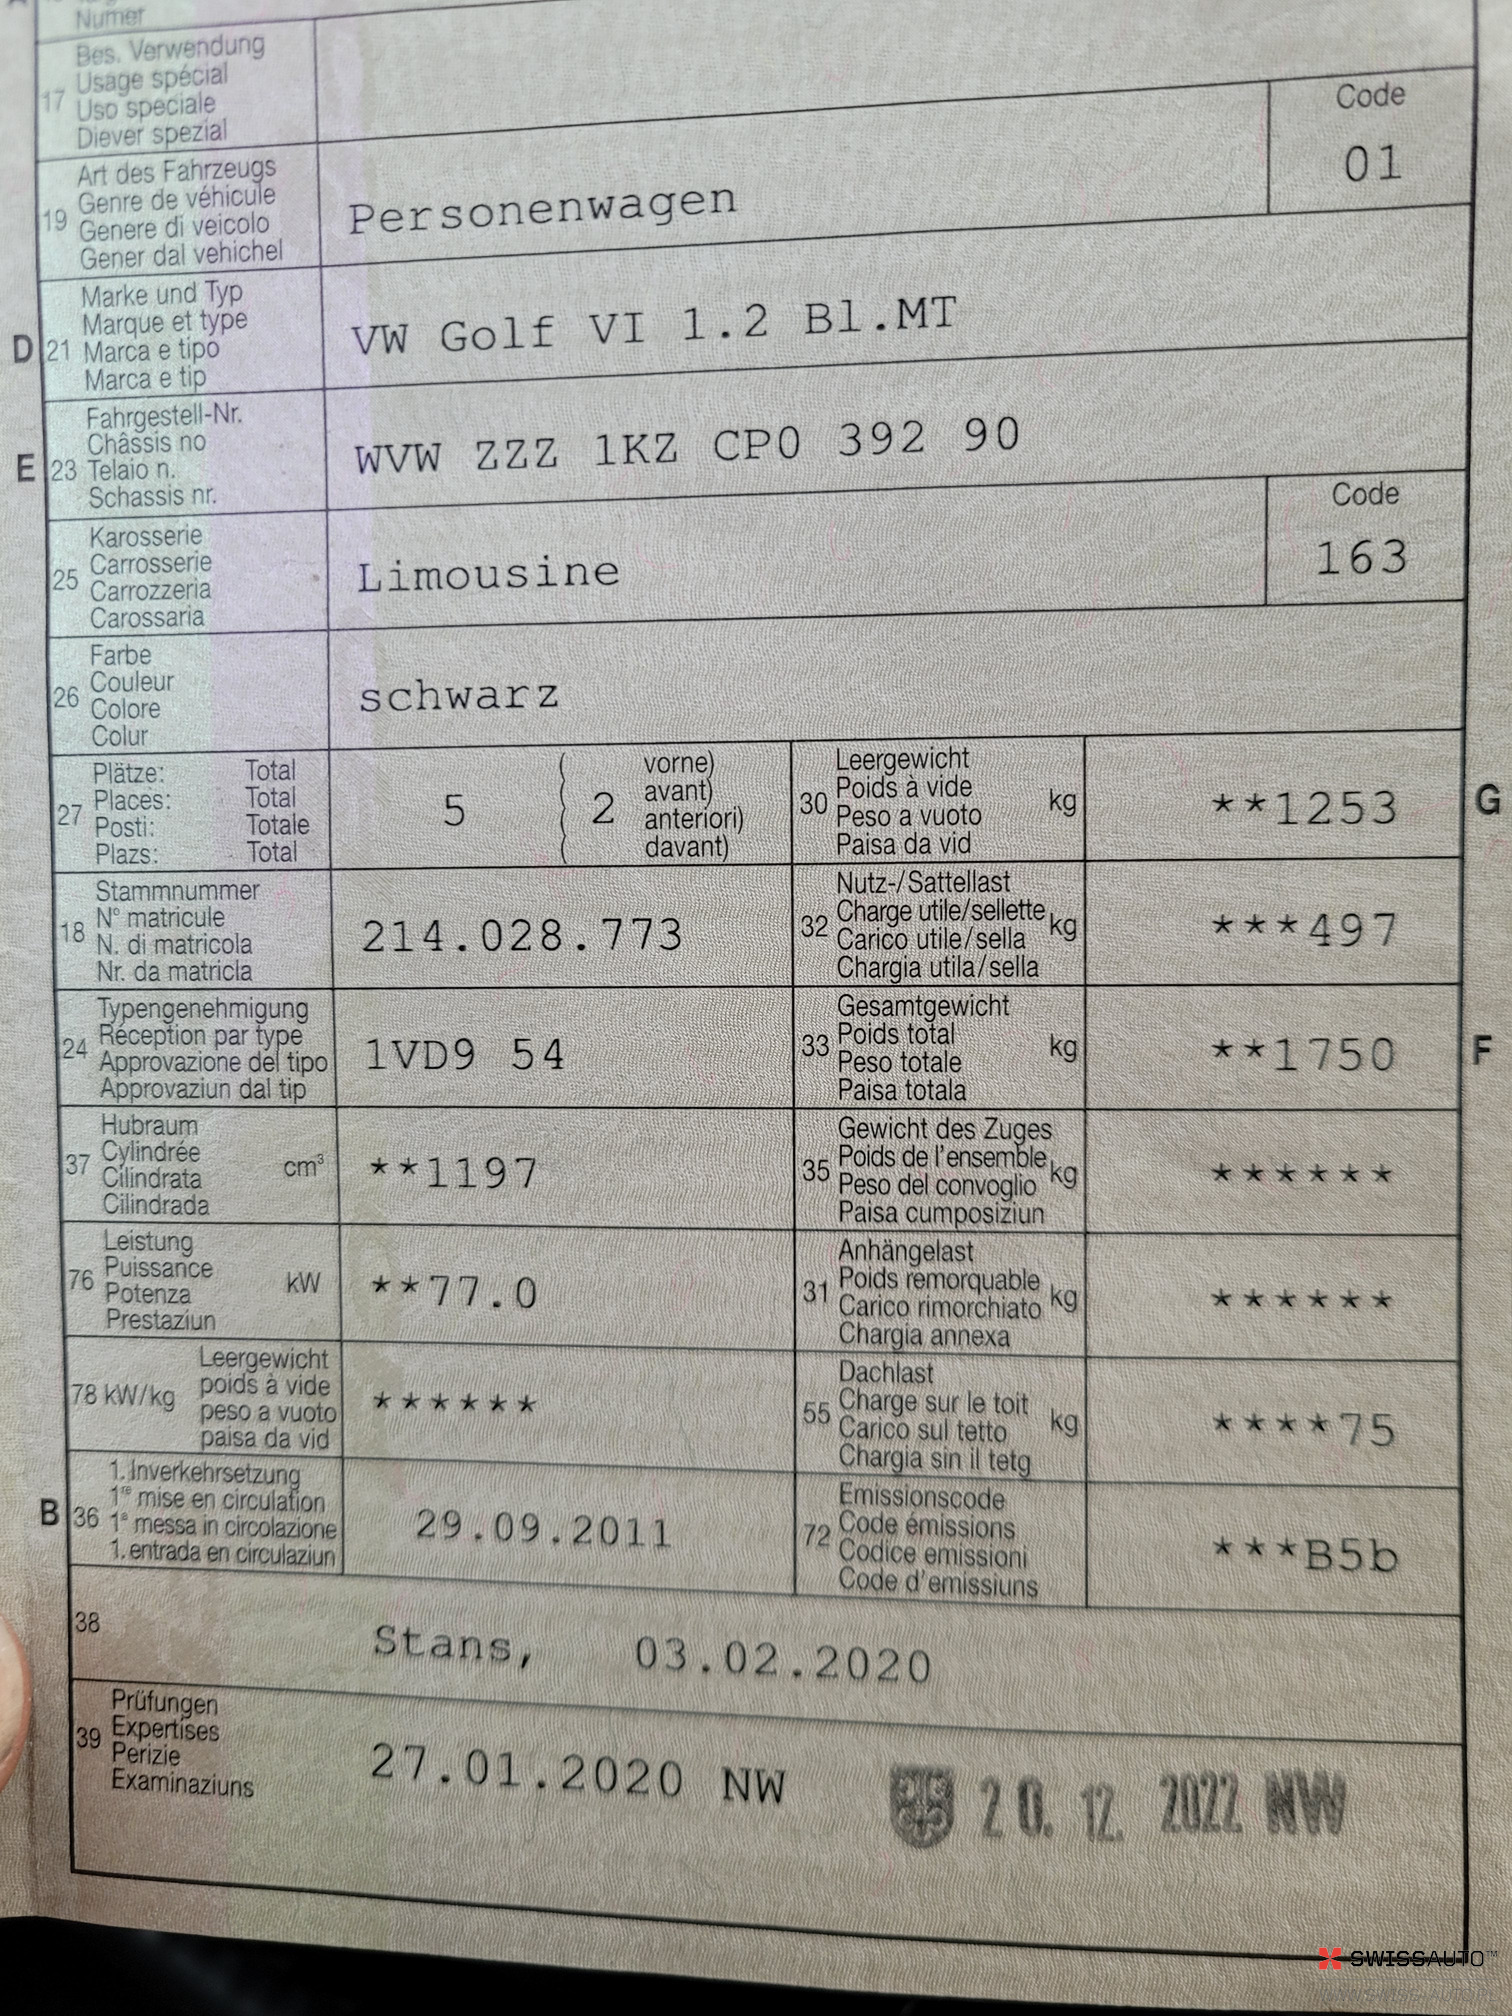 Numer
17 Bes. Verwendung
Usage spécial
Uso speciale
Diever spezial
19 Art des Fahrzeugs
Genre de véhicule
Genere di veicolo
Gener dal vehichel
Personenwagen
Code
01
D 21 Marke und Typ
Marque et type
Marca e tipo
Marca e tip
VW Golf VI 1.2 Bl.MT
E 23 Fahrgestell-Nr.
Châssis no
Telaio n.
Schassis nr.
WVW ZZZ 1KZ CP0 392 90
25 Karosserie
Carrosserie
Carrozzeria
Carossaria
Limousine
Code
163
26 Farbe
Couleur
Colore
Colur
schwarz
27 Plätze: Total
Places: Total
Posti: Totale
Plazs: Total
5 ( 2 vorne)
avant)
anteriori)
davant)
30 Leergewicht
Poids à vide
Peso a vuoto
Paisa da vid
kg
**1253
G
18 Stammnummer
N° matricule
N. di matricola
Nr. da matricla
214.028.773
32 Nutz-/Sattellast
Charge utile/sellette
Carico utile/sella
Chargia utila/sella
kg
***497
24 Typengenehmigung
Réception par type
Approvazione del tipo
Approvaziun dal tip
1VD9 54
33 Gesamtgewicht
Poids total
Peso totale
Paisa totala
kg
**1750
F
37 Hubraum
Cylindrée
Cilindrata
Cilindrada
cm³
**1197
35 Gewicht des Zuges
Poids de l'ensemble
Peso del convoglio
Paisa cumposiziun
kg
******
76 Leistung
Puissance
Potenza
Prestaziun
kW
**77.0
31 Anhängelast
Poids remorquable
Carico rimorchiato
Chargia annexa
kg
******
78 kW/kg Leergewicht
poids à vide
peso a vuoto
paisa da vid
******
55 Dachlast
Charge sur le toit
Carico sul tetto
Chargia sin il tetg
kg
****75
B 36 1. Inverkehrsetzung
1re mise en circulation
1a messa in circolazione
1. entrada en circulaziun
29.09.2011
72 Emissionscode
Code émissions
Codice emissioni
Code d'emissiuns
***B5b
38
Stans, 03.02.2020
39 Prüfungen
Expertises
Perizie
Examinaziuns
27.01.2020 NW
20. 12. 2022 NW
SWISSAUTO™